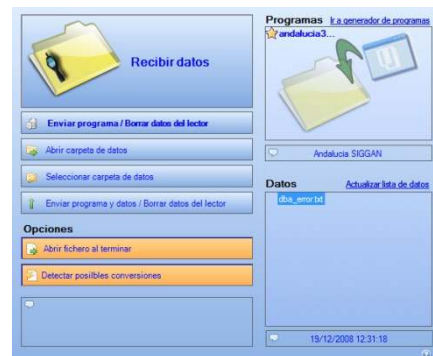 Recibir datos
Enviar programa / Borrar datos del lector
Abrir carpeta de datos
Seleccionar carpeta de datos
Enviar programa y datos / Borrar datos del lector
Opciones
Abrir fichero al terminar
Detectar posilbles conversiones
Programas Ir a generador de programas
andalucia3...
Andalucia SIGGAN
Datos Actualizar lista de datos
dba_error.txt
19/12/2008 12:31:18